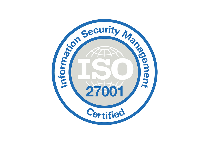 Information Security Management
ISO
27001
Certified